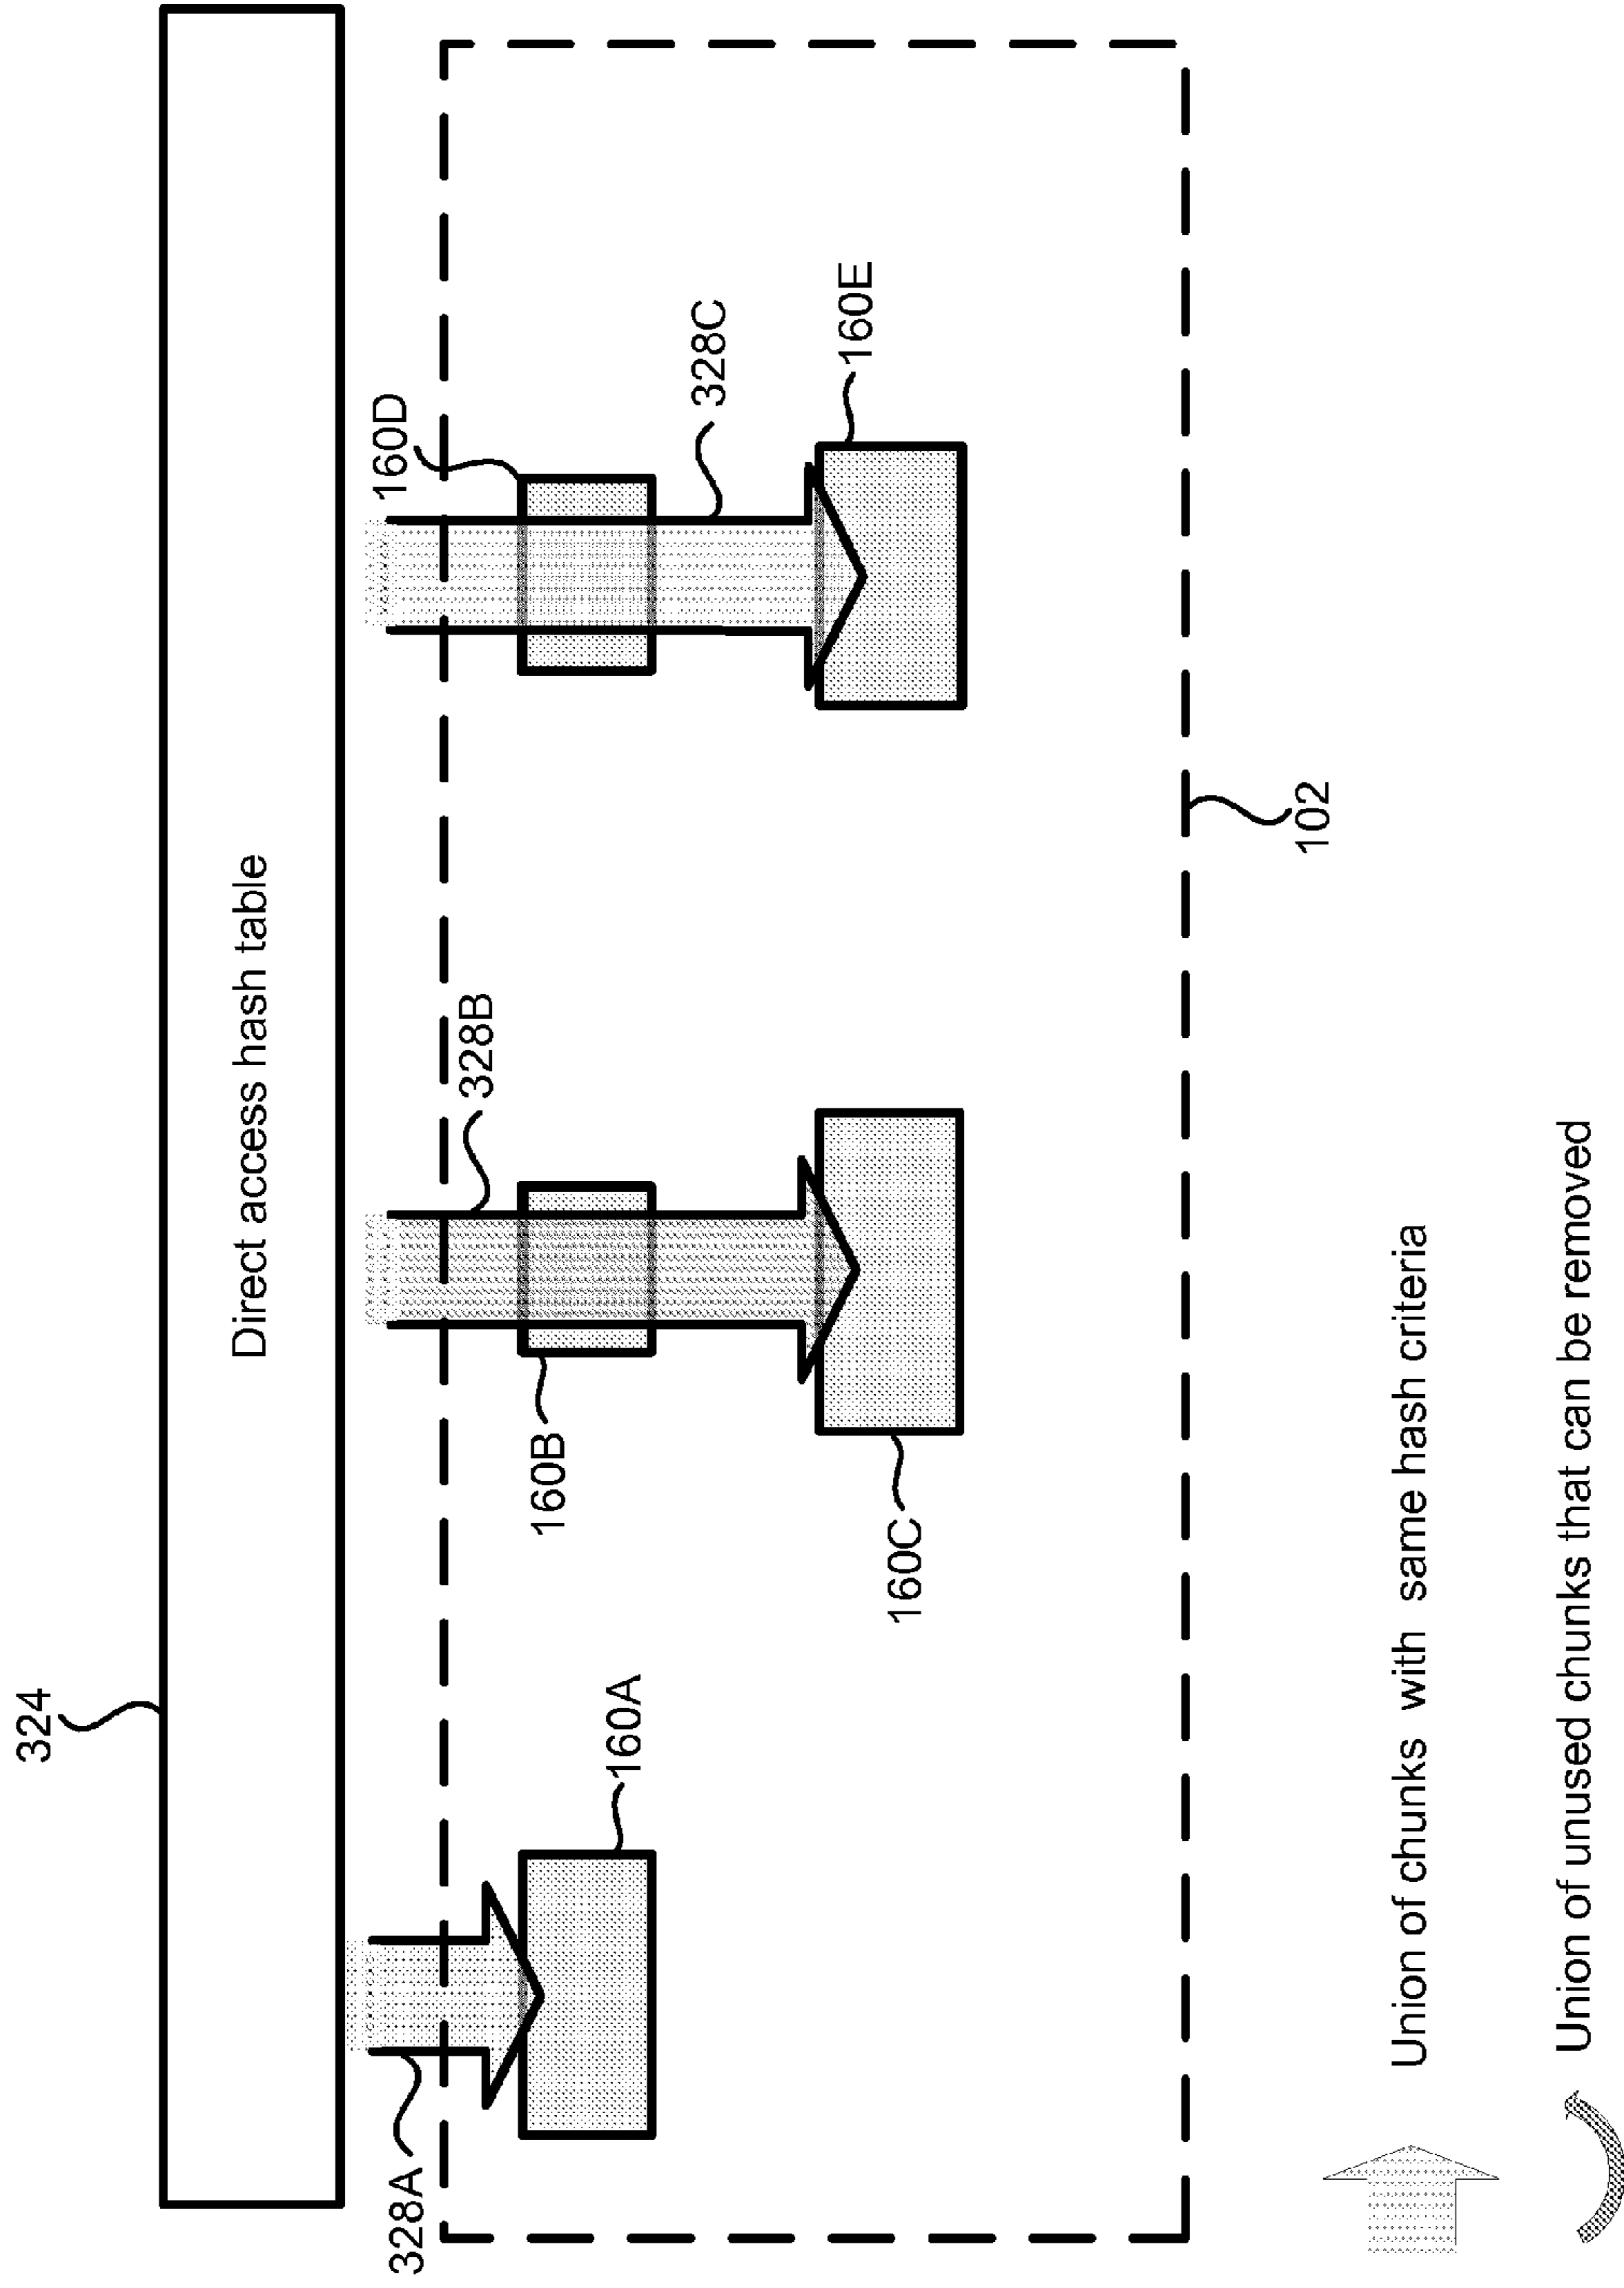 324
Direct access hash table
328A
160D
328B
160B
160A
328C
160E
160C
102
Union of chunks with same hash criteria
Union of unused chunks that can be removed